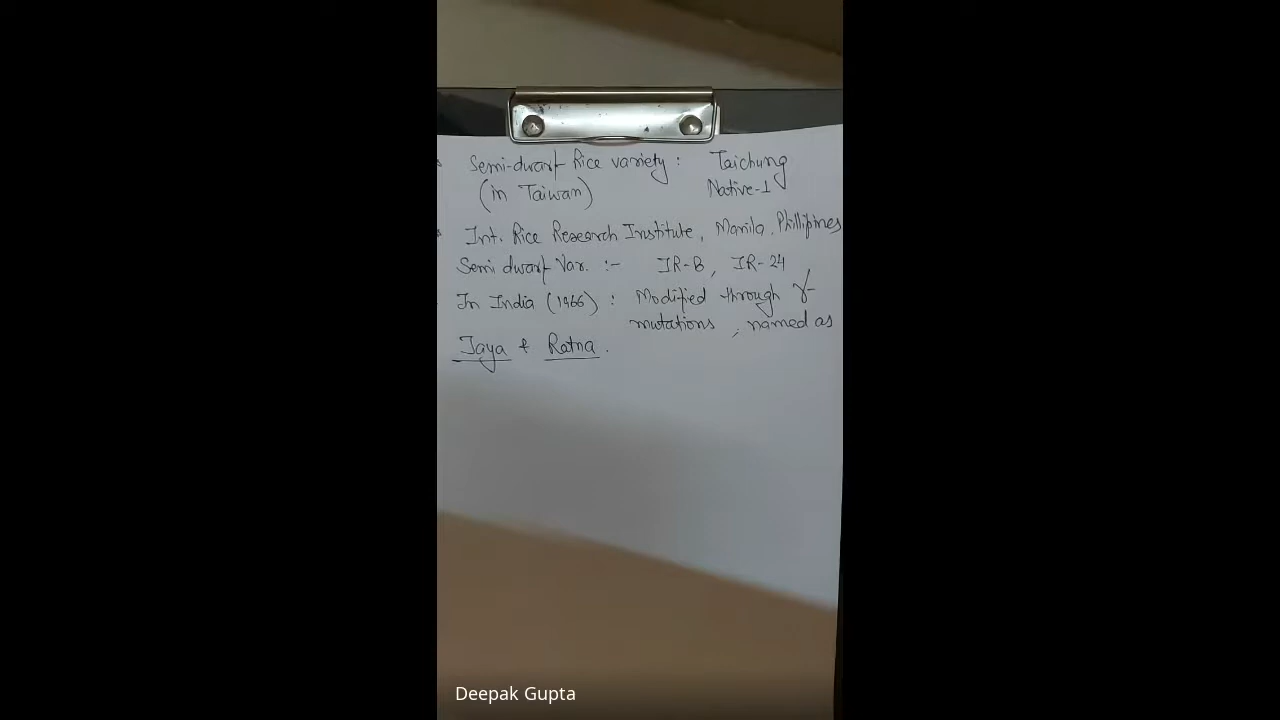 Semi-dwarf Rice variety : Taichung
(in Taiwan) Native-1
Int. Rice Research Institute, Manila, Phillipines
Semi dwarf Var. :- IR-8, IR-24
In India (1966) : Modified through γ-
mutations, named as
Jaya & Ratna.
Deepak Gupta